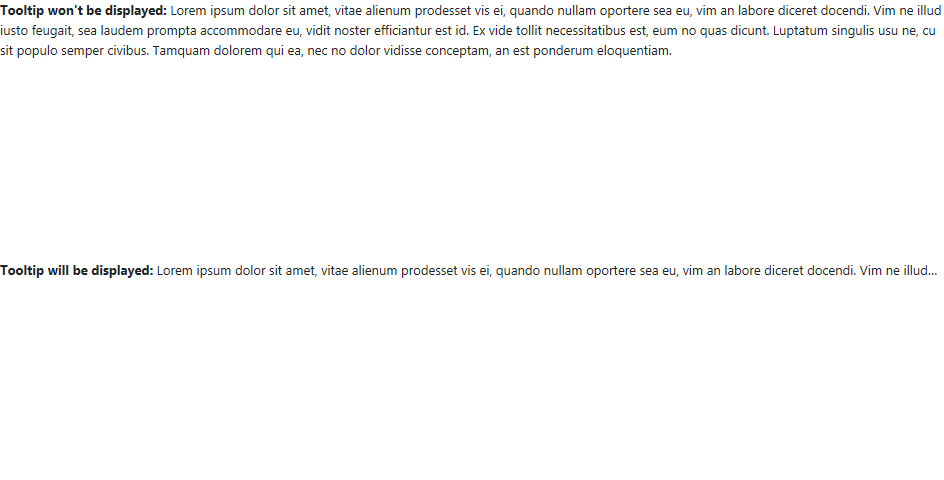 Tooltip won't be displayed: Lorem ipsum dolor sit amet, vitae alienum prodesset vis ei, quando nullam oportere sea eu, vim an labore diceret docendi. Vim ne illud
iusto feugait, sea laudem prompta accommodare eu, vidit noster efficiantur est id. Ex vide tollit necessitatibus est, eum no quas dicunt. Luptatum singulis usu ne, cu
sit populo semper civibus. Tamquam dolorem qui ea, nec no dolor vidisse conceptam, an est ponderum eloquentiam.
Tooltip will be displayed: Lorem ipsum dolor sit amet, vitae alienum prodesset vis ei, quando nullam oportere sea eu, vim an labore diceret docendi. Vim ne illud...